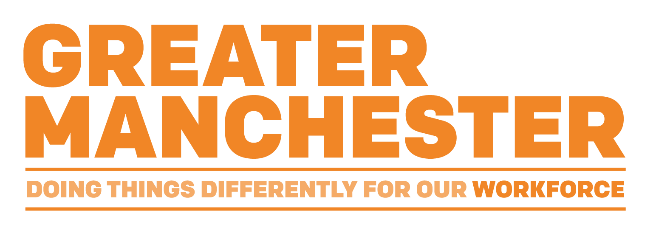 GREATER
MANCHESTER
DOING THINGS DIFFERENTLY FOR OUR WORKFORCE